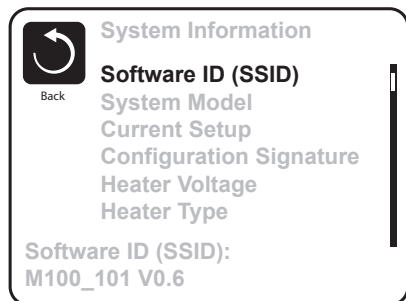 System Information
Back
Software ID (SSID)
System Model
Current Setup
Configuration Signature
Heater Voltage
Heater Type
Software ID (SSID):
M100_101 V0.6